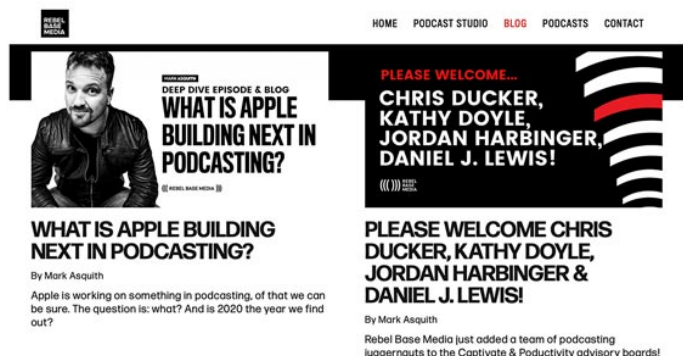 REBEL
BASE
MEDIA
HOME PODCAST STUDIO BLOG PODCASTS CONTACT
MARK ASQUITH
DEEP DIVE EPISODE & BLOG
WHAT IS APPLE
BUILDING NEXT IN
PODCASTING?
REBEL BASE MEDIA
WHAT IS APPLE BUILDING
NEXT IN PODCASTING?
By Mark Asquith
Apple is working on something in podcasting, of that we can
be sure. The question is: what? And is 2020 the year we find
out?
PLEASE WELCOME...
CHRIS DUCKER,
KATHY DOYLE,
JORDAN HARBINGER,
DANIEL J. LEWIS!
REBEL
BASE
MEDIA
PLEASE WELCOME CHRIS
DUCKER, KATHY DOYLE,
JORDAN HARBINGER &
DANIEL J. LEWIS!
By Mark Asquith
Rebel Base Media just added a team of podcasting
juggernauts to the Captivate & Poductivity advisory boards!